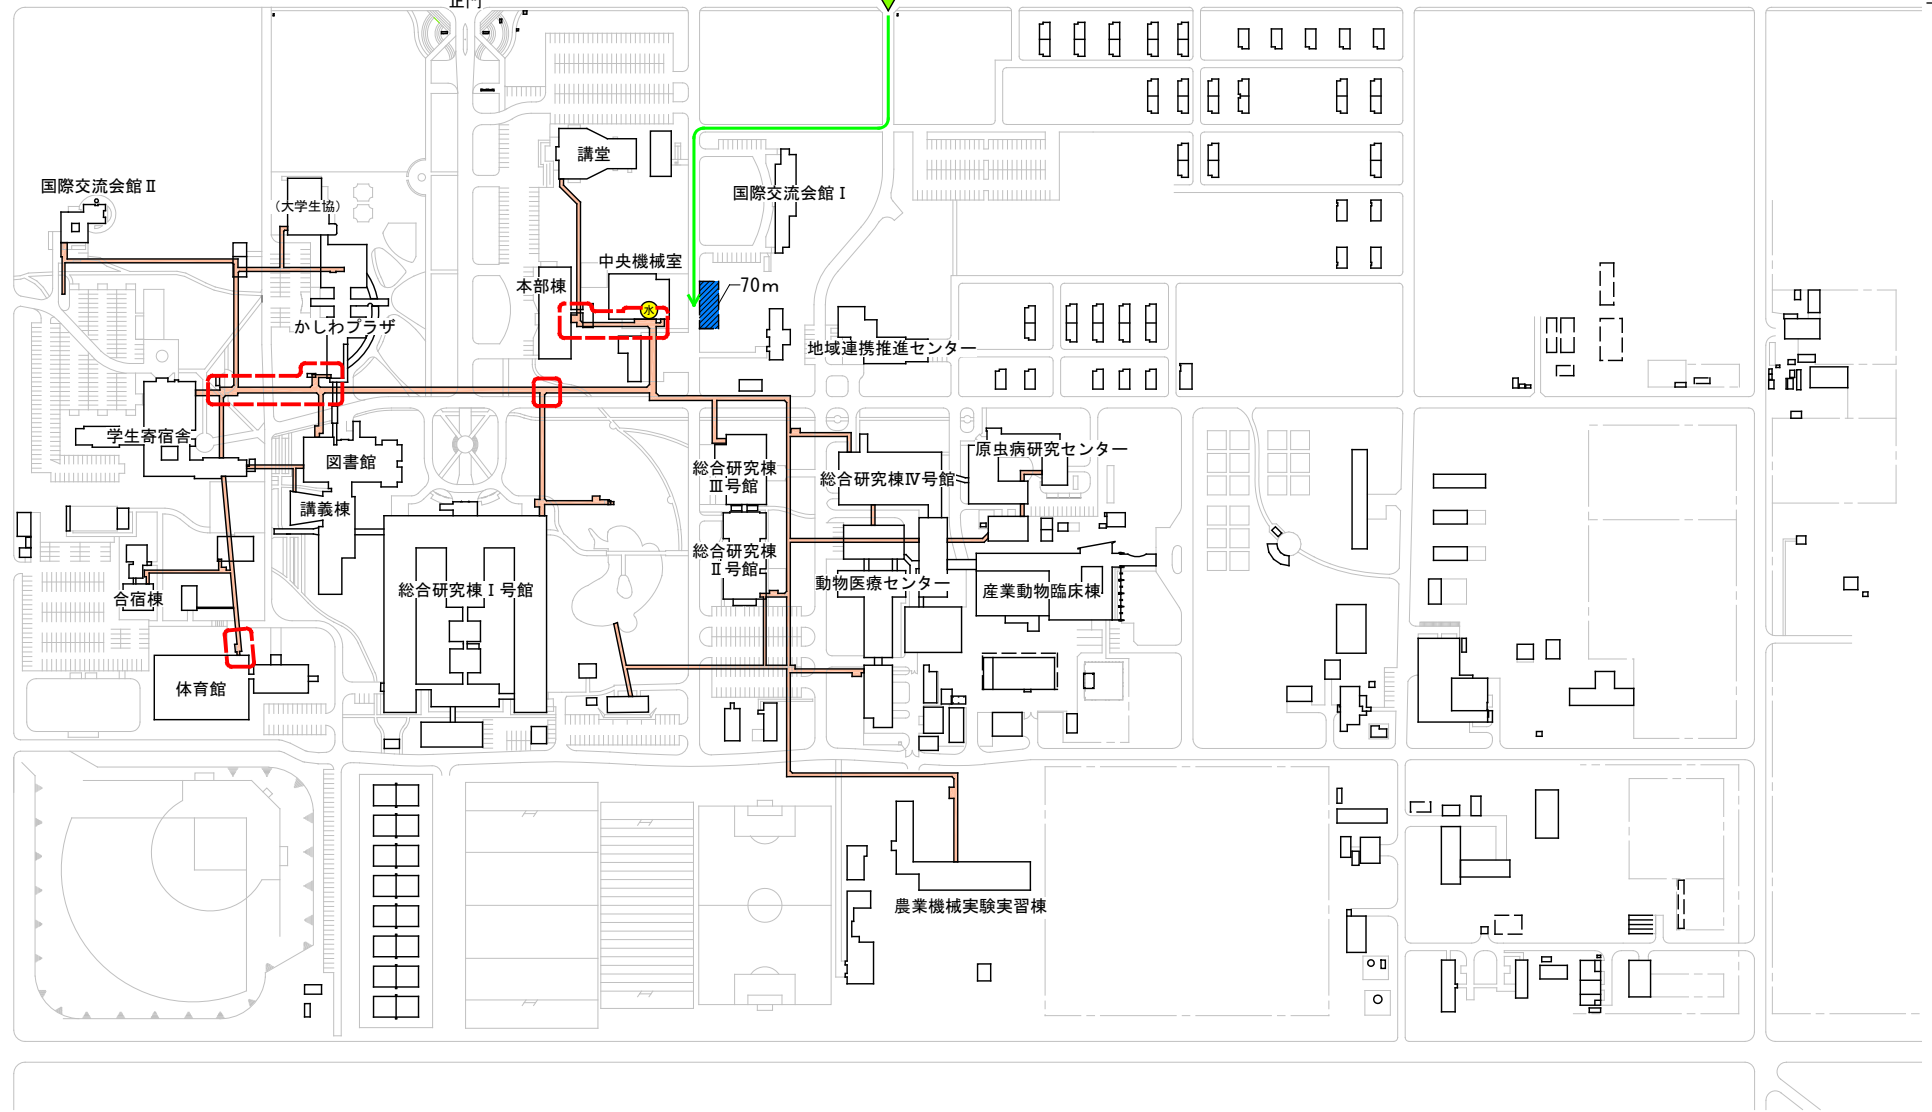 正門
講堂
国際交流会館Ⅱ
(大学生協)
国際交流会館Ⅰ
中央機械室
本部棟
70m
水
かしわプラザ
地域連携推進センター
学生寄宿舎
図書館
原虫病研究センター
総合研究棟
Ⅲ号館
総合研究棟Ⅳ号館
講義棟
総合研究棟
Ⅱ号館
総合研究棟Ⅰ号館
動物医療センター
産業動物臨床棟
合宿棟
体育館
農業機械実験実習棟